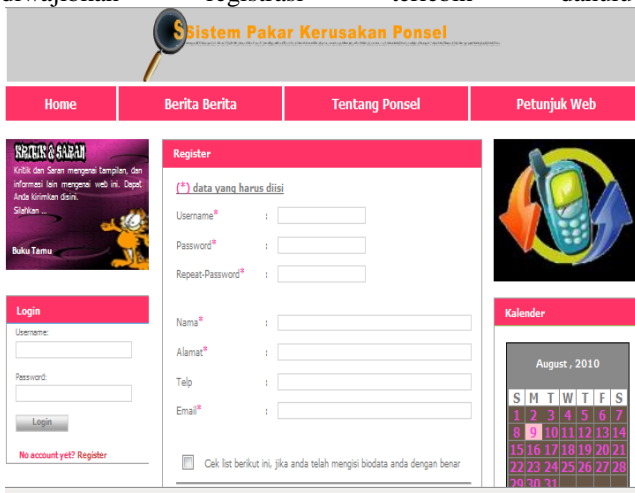 diwajibkan registrasi terlebih dahulu
Sistem Pakar Kerusakan Ponsel
Home Berita Berita Tentang Ponsel Petunjuk Web
KRITIK & SARAN
Kritik dan Saran mengenai tampilan, dan
informasi lain mengenai web ini. Dapat
Anda kirimkan disini.
Silahkan ...
Buku Tamu
Login
Username:
Password:
Login
No account yet? Register
Register
(*) data yang harus diisi
Username* :
Password* :
Repeat-Password* :
Nama* :
Alamat* :
Telp :
Email* :
Cek list berikut ini, jika anda telah mengisi biodata anda dengan benar
Kalender
August , 2010
S M T W T F S
1 2 3 4 5 6 7
8 9 10 11 12 13 14
15 16 17 18 19 20 21
22 23 24 25 26 27 28
29 30 31